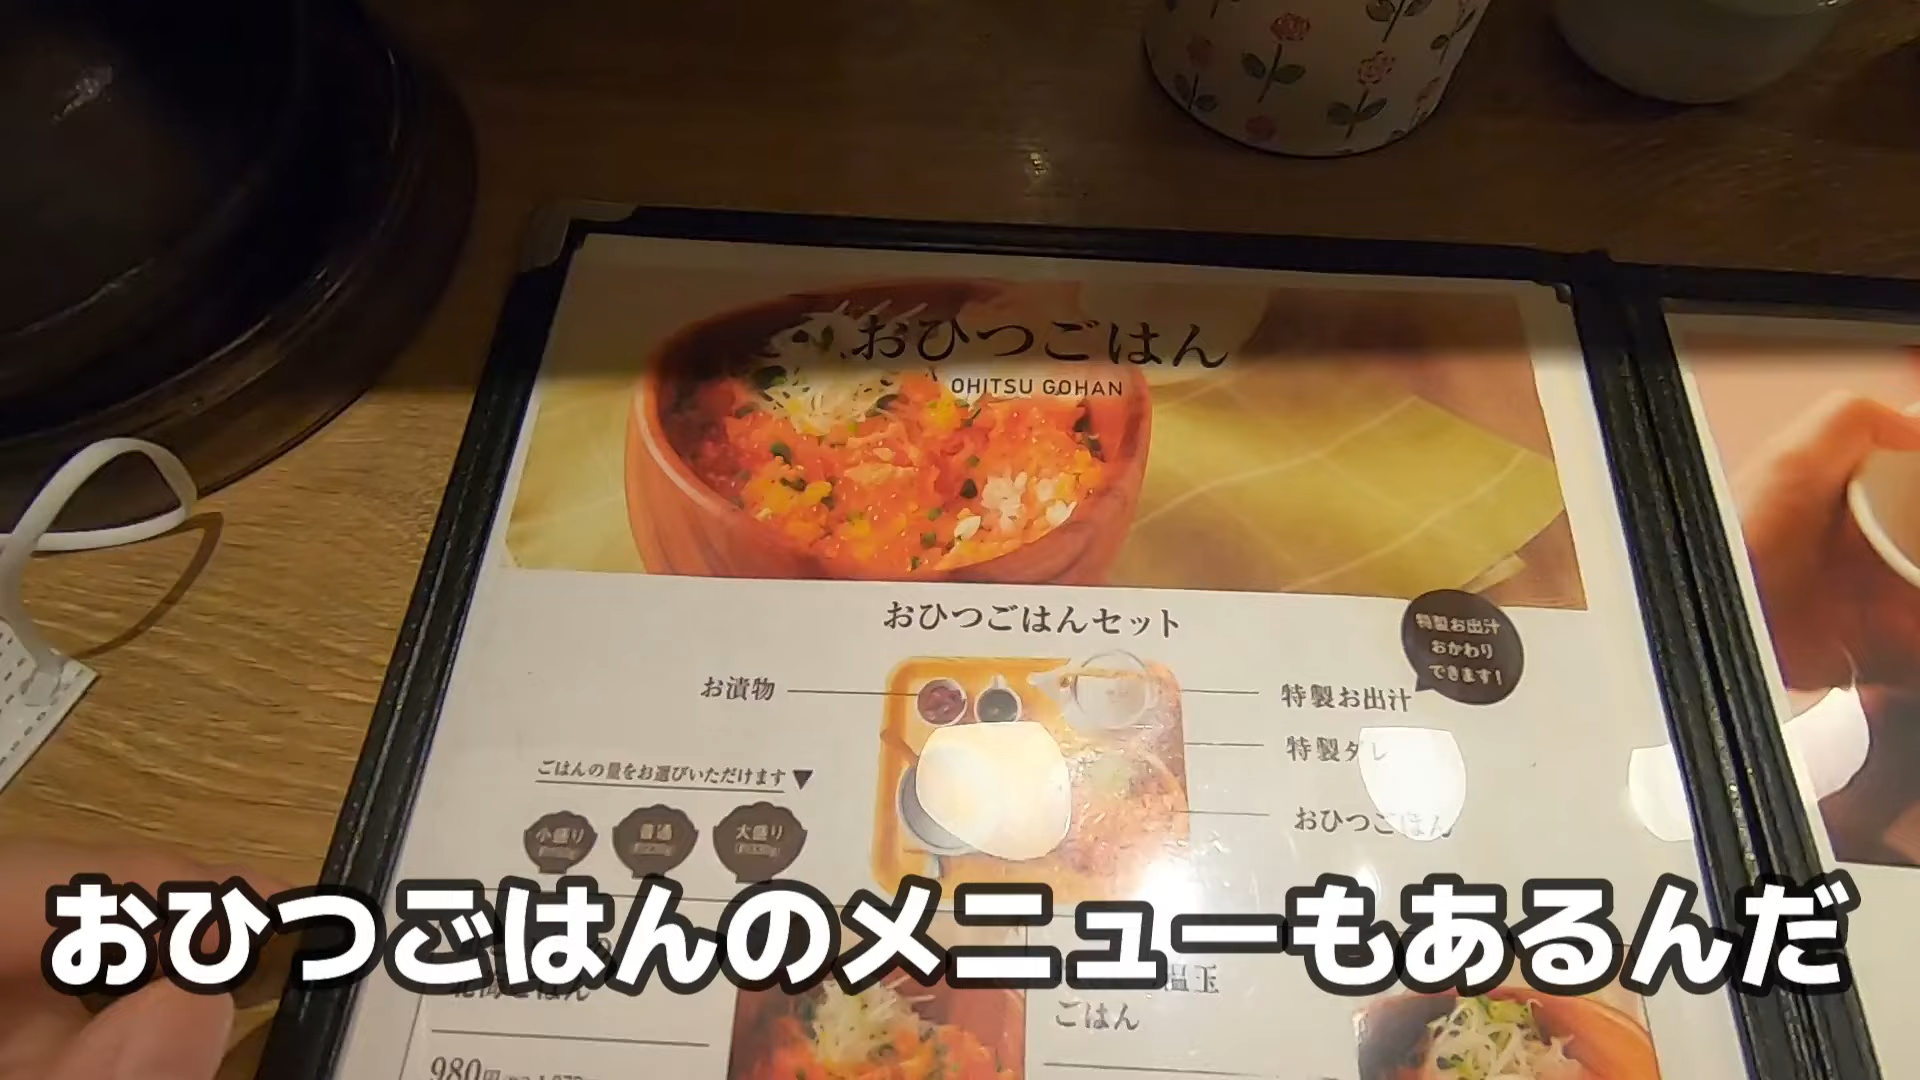 おひつごはん
OHITSU GOHAN
おひつごはんセット
特製お出汁
おかわり
できます!
お漬物
特製お出汁
特製ダレ
ごはんの量をお選びいただけます▼
おひつごはん
小盛り
普通
大盛り
おひつごはんのメニューもあるんだ
温玉
ごはん
980円